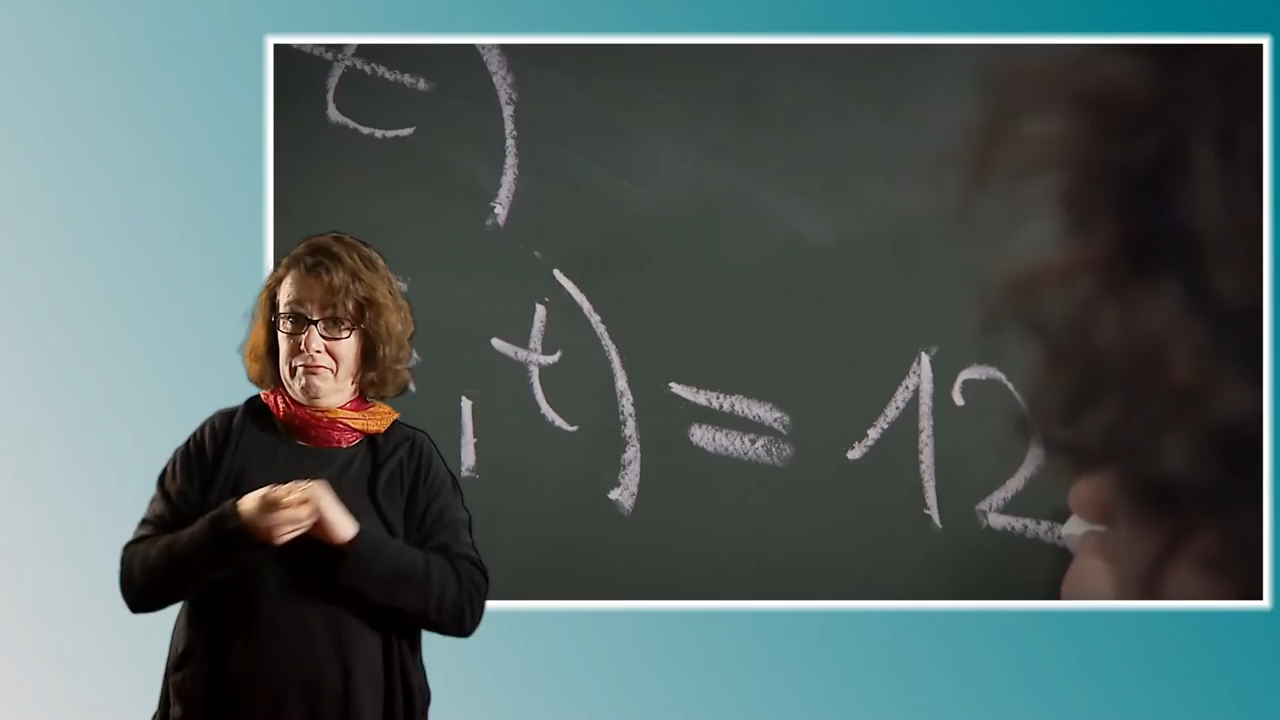 t)
,t) = 12